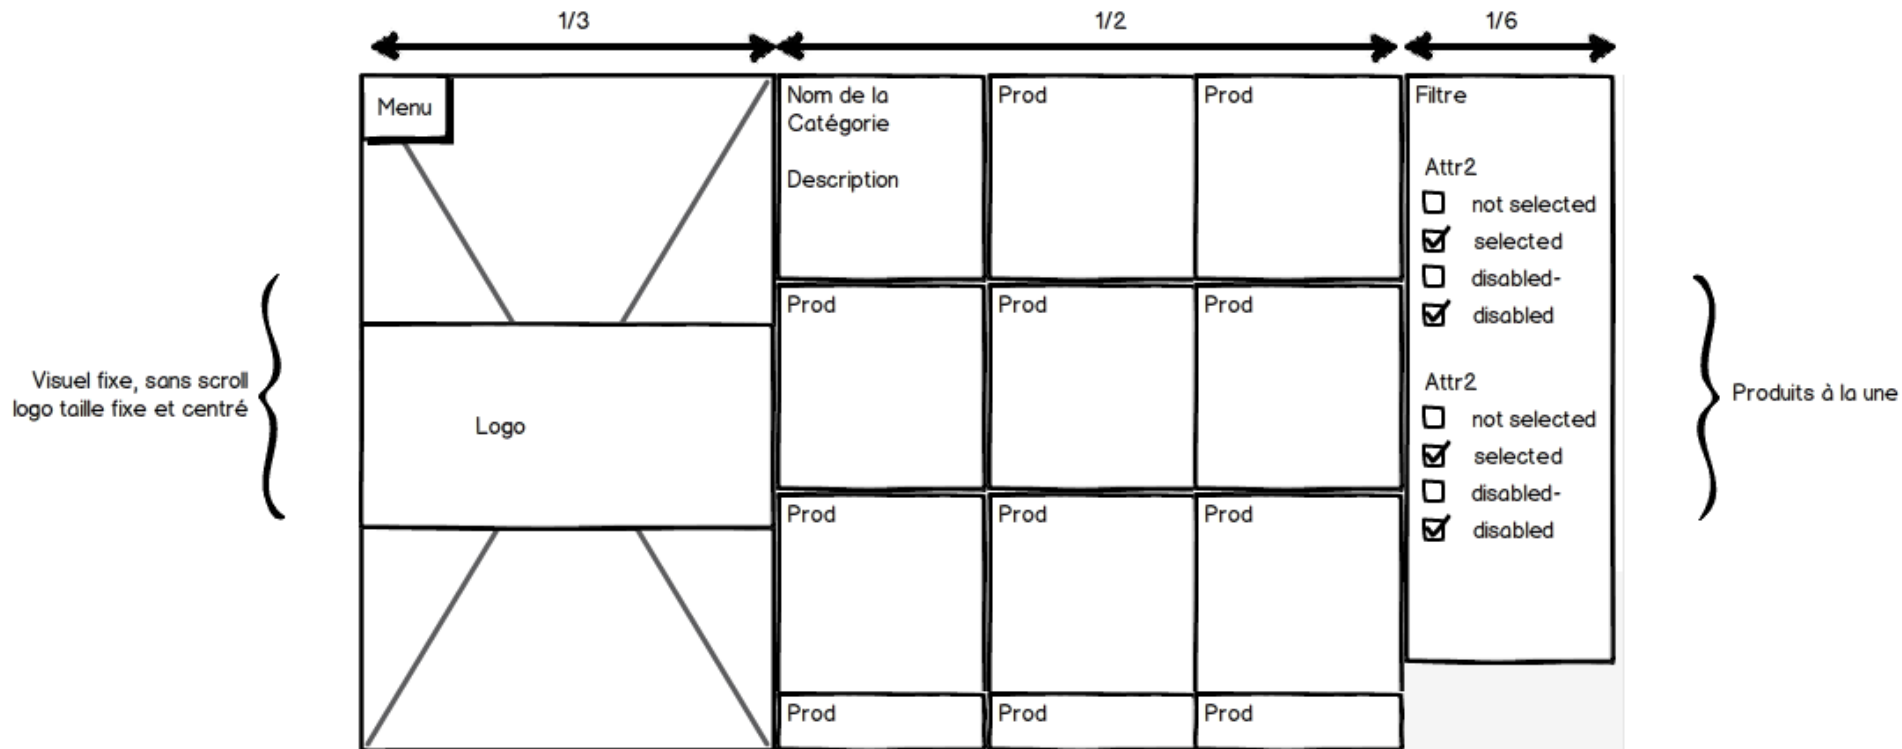 1/3
1/2
1/6
Menu
Nom de la
Catégorie
Description
Prod
Prod
Filtre
Attr2
not selected
selected
disabled-
disabled
Prod
Prod
Prod
Visuel fixe, sans scroll
logo taille fixe et centré
Logo
Attr2
not selected
selected
disabled-
disabled
Produits à la une
Prod
Prod
Prod
Prod
Prod
Prod